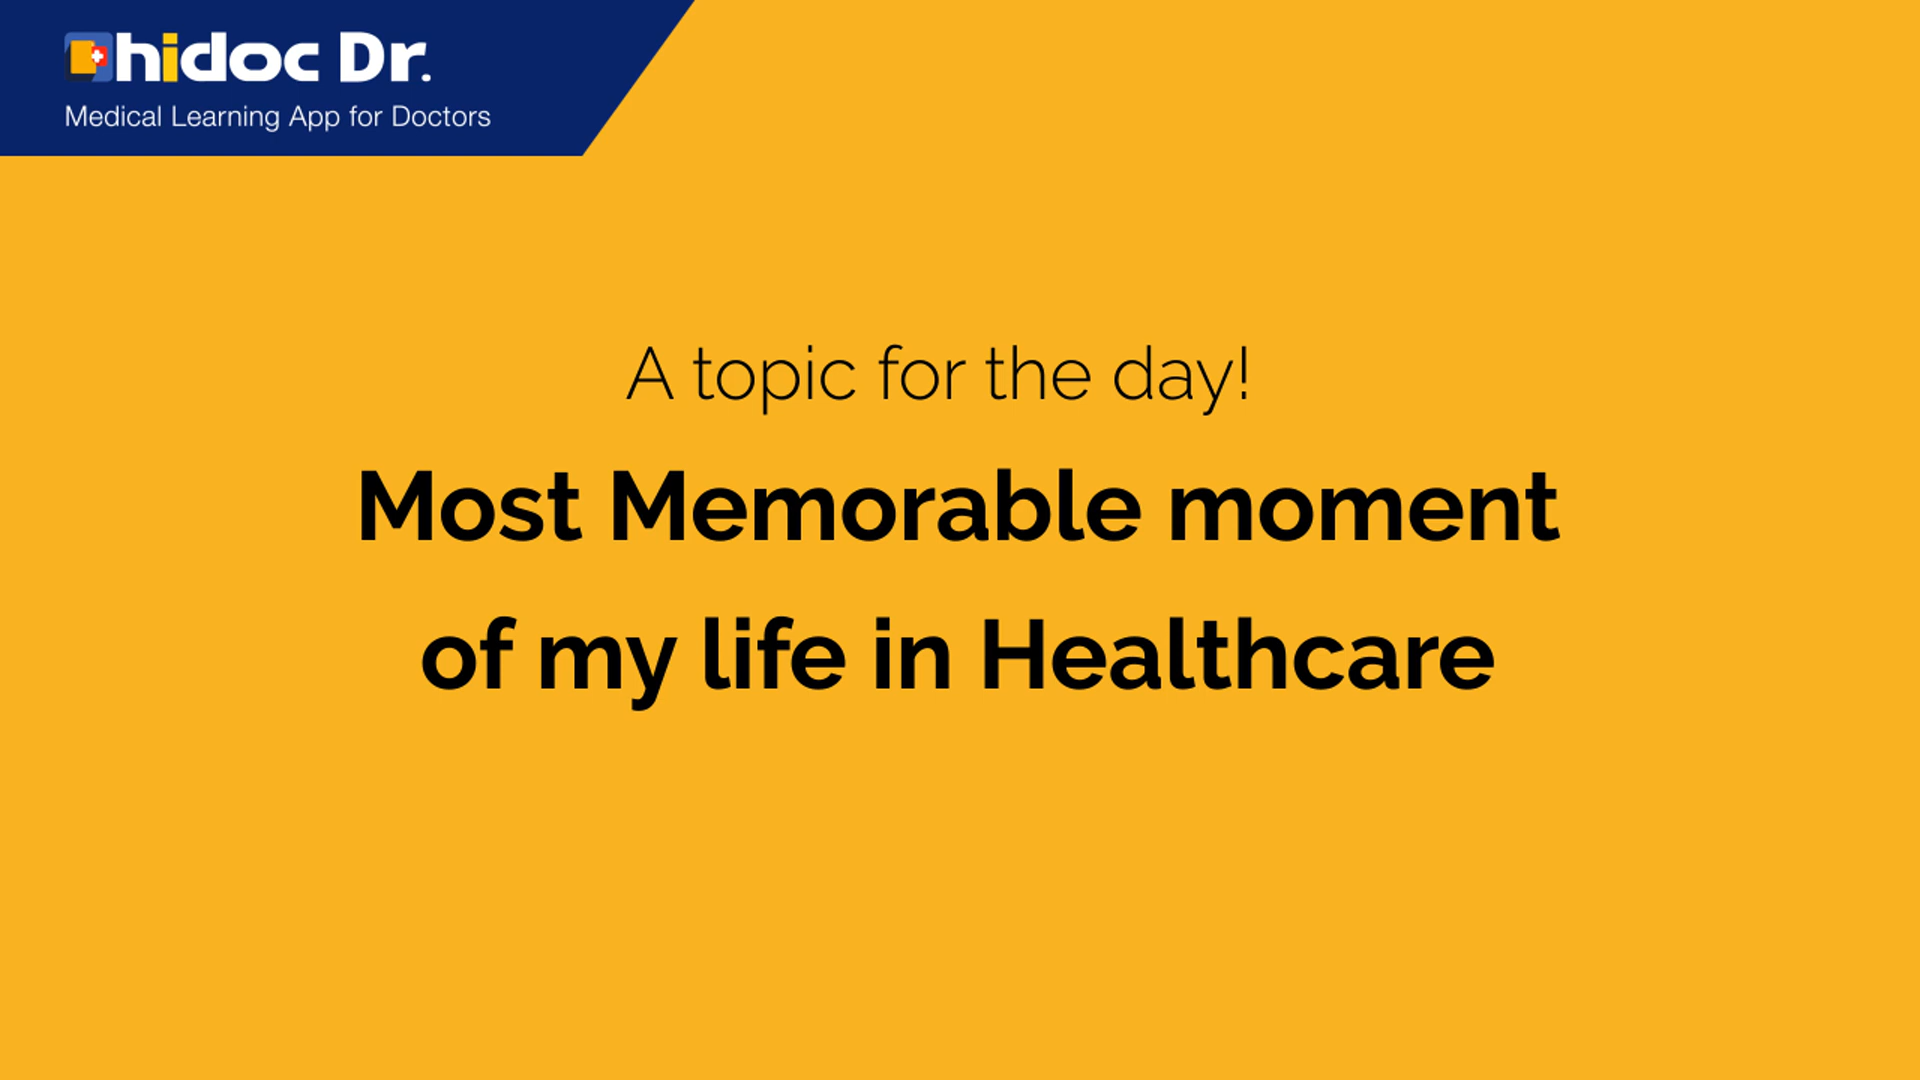 hidoc Dr.
Medical Learning App for Doctors
A topic for the day!
Most Memorable moment
of my life in Healthcare